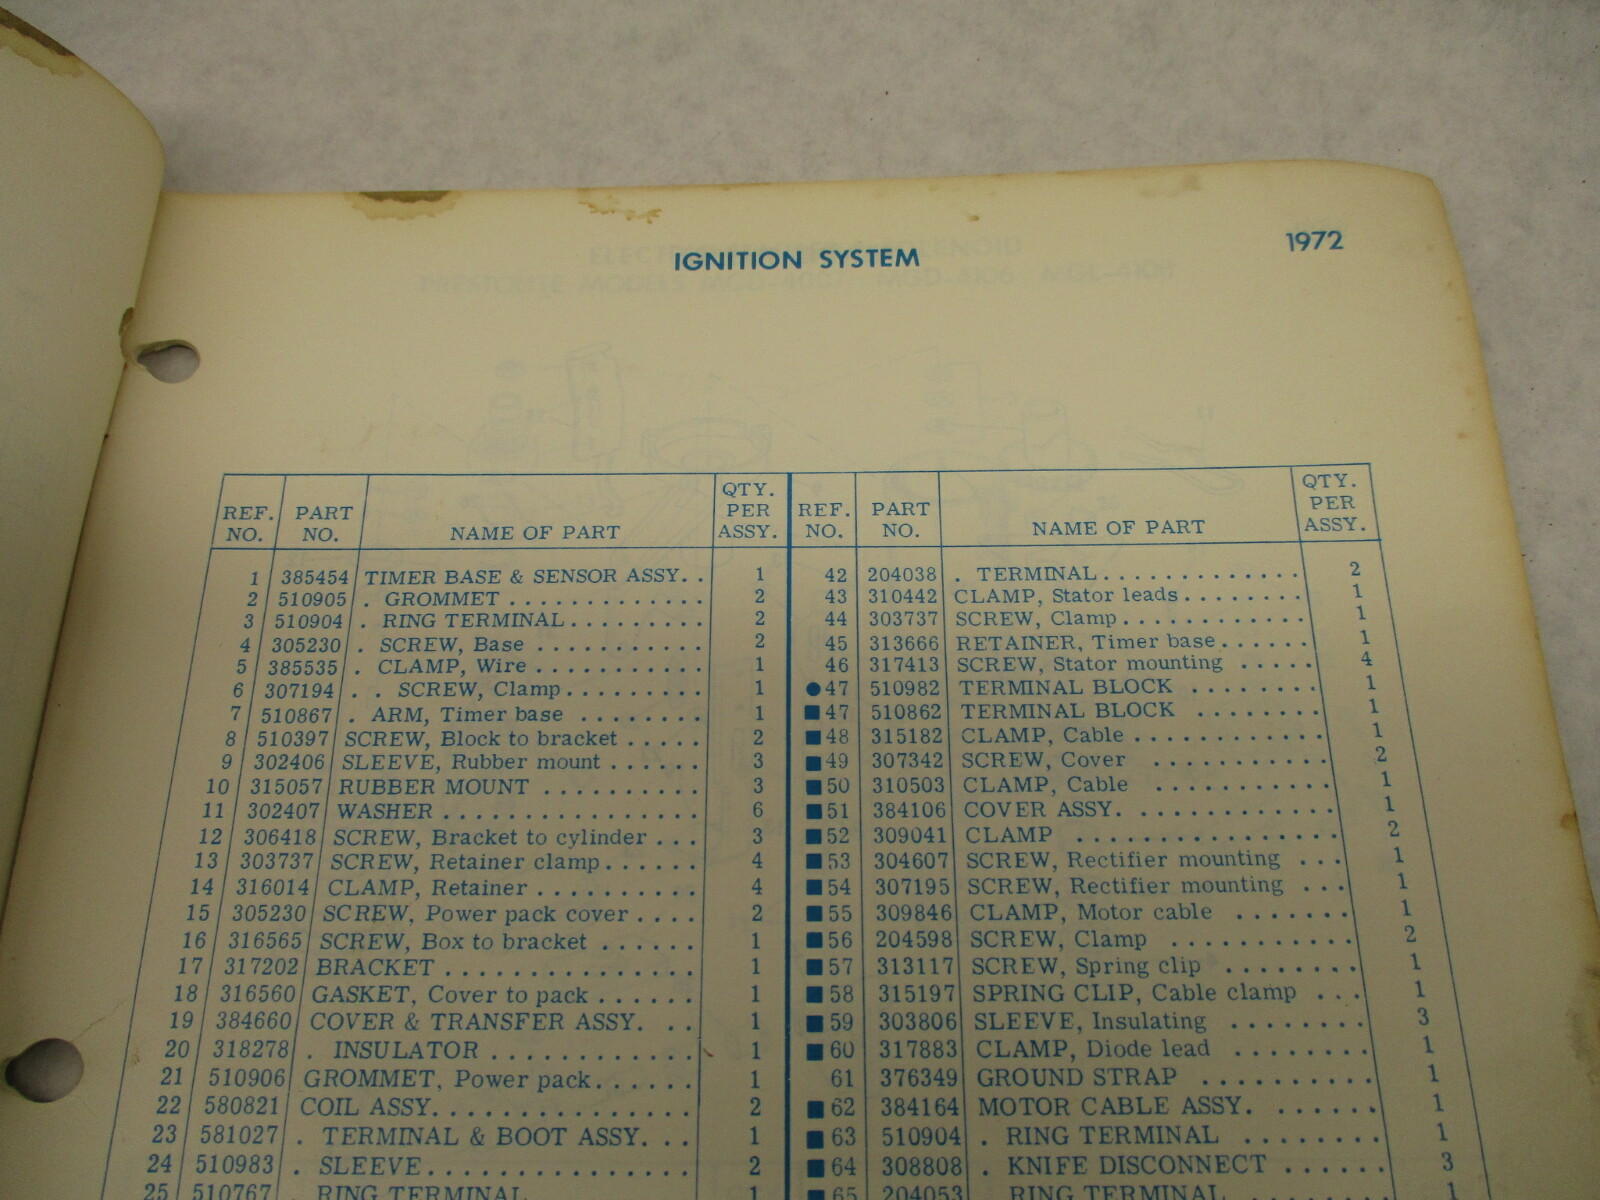 IGNITION SYSTEM
1972
REF. NO. PART NO. NAME OF PART QTY. PER ASSY.
1 385454 TIMER BASE & SENSOR ASSY. . 1
2 510905 . GROMMET . . . . . . . . . . . . . 2
3 510904 . RING TERMINAL . . . . . . . . . 2
4 305230 . SCREW, Base . . . . . . . . . . . 2
5 385535 . CLAMP, Wire . . . . . . . . . . . 1
6 307194 . . SCREW, Clamp . . . . . . . . . 1
7 510867 . ARM, Timer base . . . . . . . . 1
8 510397 SCREW, Block to bracket . . . . . 2
9 302406 SLEEVE, Rubber mount . . . . . . 3
10 315057 RUBBER MOUNT . . . . . . . . . . 3
11 302407 WASHER . . . . . . . . . . . . . . . . . 6
12 306418 SCREW, Bracket to cylinder . . . 3
13 303737 SCREW, Retainer clamp . . . . . . 4
14 316014 CLAMP, Retainer . . . . . . . . . . 4
15 305230 SCREW, Power pack cover . . . . 2
16 316565 SCREW, Box to bracket . . . . . . 1
17 317202 BRACKET . . . . . . . . . . . . . . . . 1
18 316560 GASKET, Cover to pack . . . . . . 1
19 384660 COVER & TRANSFER ASSY. . . 1
20 318278 . INSULATOR . . . . . . . . . . . . 1
21 510906 GROMMET, Power pack . . . . . . 1
22 580821 COIL ASSY. . . . . . . . . . . . . . . . 2
23 581027 . TERMINAL & BOOT ASSY. . . 1
24 510983 . SLEEVE . . . . . . . . . . . . . . . . 2
25 510767 . RING TERMINAL
REF. NO. PART NO. NAME OF PART QTY. PER ASSY.
42 204038 . TERMINAL . . . . . . . . . . . . . 2
43 310442 CLAMP, Stator leads . . . . . . . . 1
44 303737 SCREW, Clamp . . . . . . . . . . . . 1
45 313666 RETAINER, Timer base . . . . . . 1
46 317413 SCREW, Stator mounting . . . . . 4
●47 510982 TERMINAL BLOCK . . . . . . . . 1
■47 510862 TERMINAL BLOCK . . . . . . . . 1
■48 315182 CLAMP, Cable . . . . . . . . . . . . 1
■49 307342 SCREW, Cover . . . . . . . . . . . 2
■50 310503 CLAMP, Cable . . . . . . . . . . . 1
■51 384106 COVER ASSY. . . . . . . . . . . . . 1
■52 309041 CLAMP . . . . . . . . . . . . . . . . 2
■53 304607 SCREW, Rectifier mounting . . . 1
■54 307195 SCREW, Rectifier mounting . . . 1
■55 309846 CLAMP, Motor cable . . . . . . . 1
■56 204598 SCREW, Clamp . . . . . . . . . . . 2
■57 313117 SCREW, Spring clip . . . . . . . . 1
■58 315197 SPRING CLIP, Cable clamp . . . 1
■59 303806 SLEEVE, Insulating . . . . . . . . 3
■60 317883 CLAMP, Diode lead . . . . . . . . 1
61 376349 GROUND STRAP . . . . . . . . . . 1
■62 384164 MOTOR CABLE ASSY. . . . . . . 1
■63 510904 . RING TERMINAL . . . . . . . . 1
■64 308808 . KNIFE DISCONNECT . . . . . . 3
■65 204053 . RING TERMINAL . . . . . . . . 1